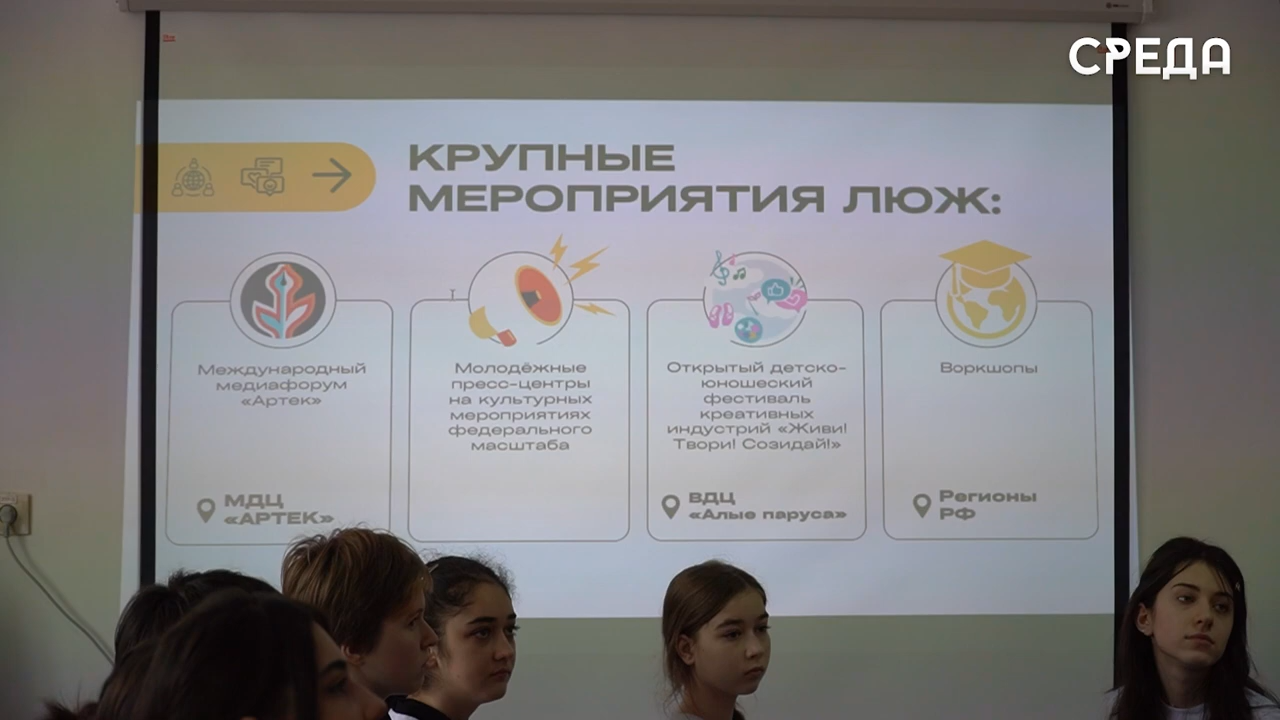 СРЕДА
КРУПНЫЕ
МЕРОПРИЯТИЯ ЛЮЖ:
Международный
медиафорум
«Артек»
МДЦ
«АРТЕК»
Молодёжные
пресс-центры
на культурных
мероприятиях
федерального
масштаба
Открытый детско-
юношеский
фестиваль
креативных
индустрий «Живи!
Твори! Созидай!»
ВДЦ
«Алые паруса»
Воркшопы
Регионы
РФ